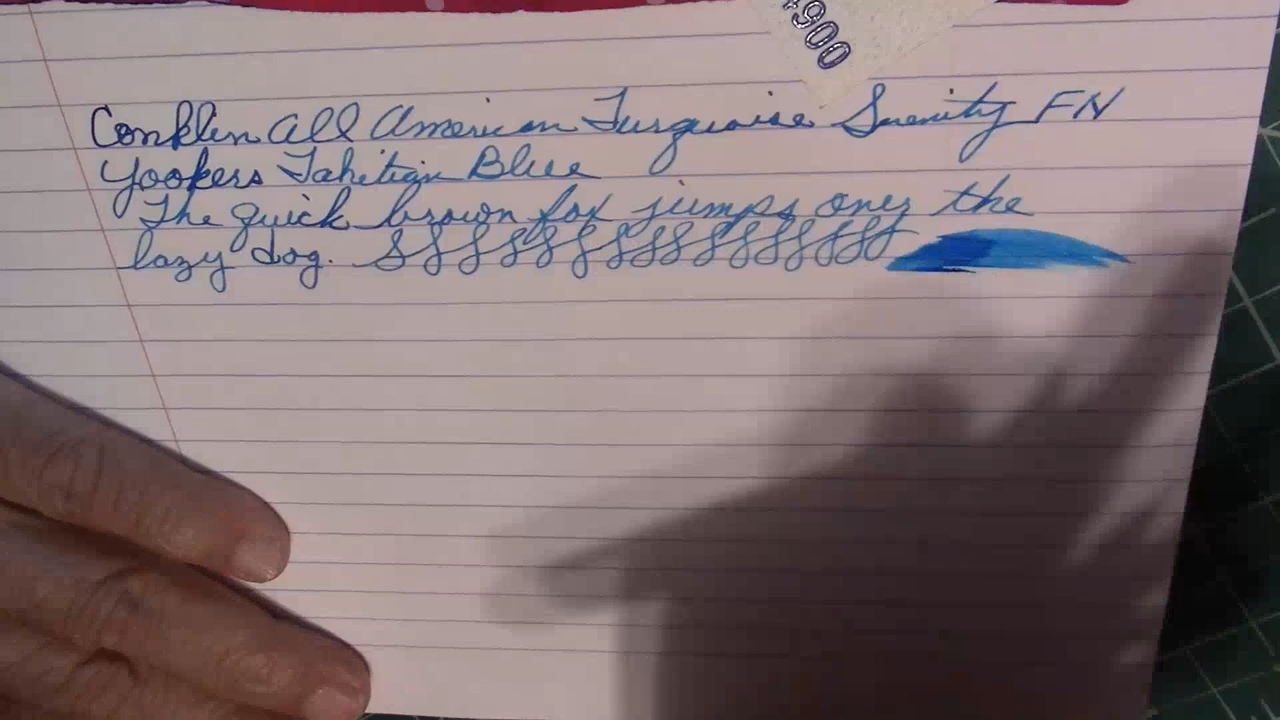 4900
Conklin All American Turquoise Serenity FN
Yookers Tahitian Blue
The quick brown fox jumps over the
lazy dog.